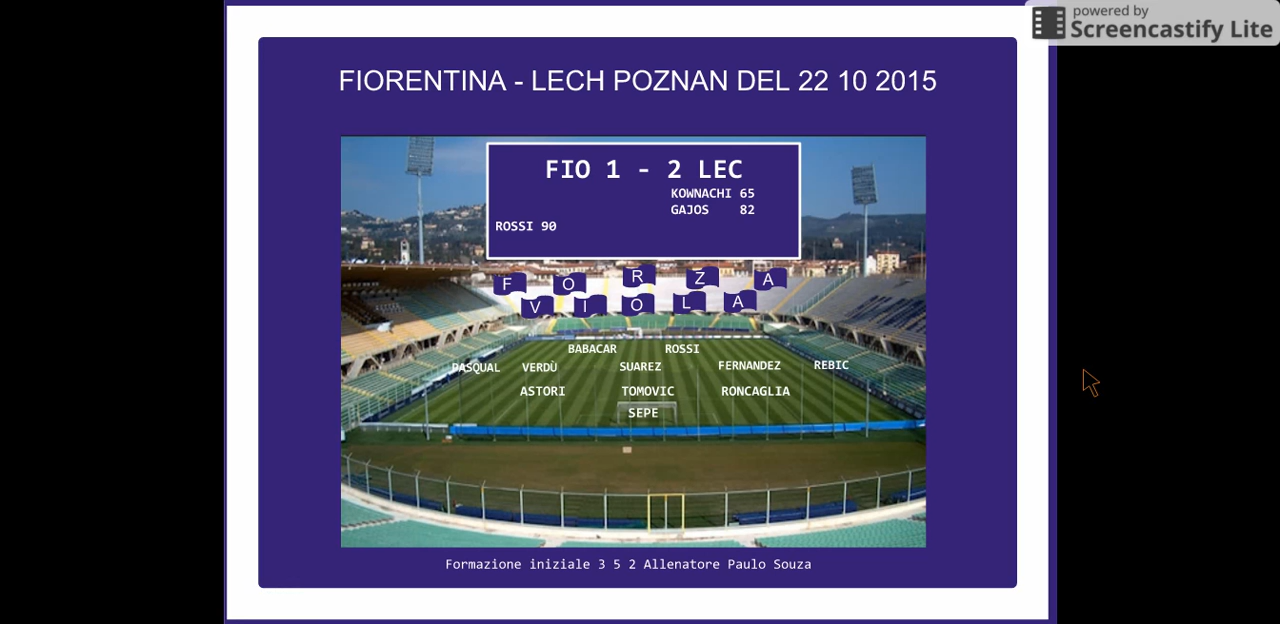 powered by
Screencastify Lite
FIORENTINA - LECH POZNAN DEL 22 10 2015
FIO 1 - 2 LEC
KOWNACHI 65
GAJOS 82
ROSSI 90
F O R Z A
V I O L A
BABACAR ROSSI
PASQUAL VERDÙ SUAREZ FERNANDEZ REBIC
ASTORI TOMOVIC RONCAGLIA
SEPE
Formazione iniziale 3 5 2 Allenatore Paulo Souza